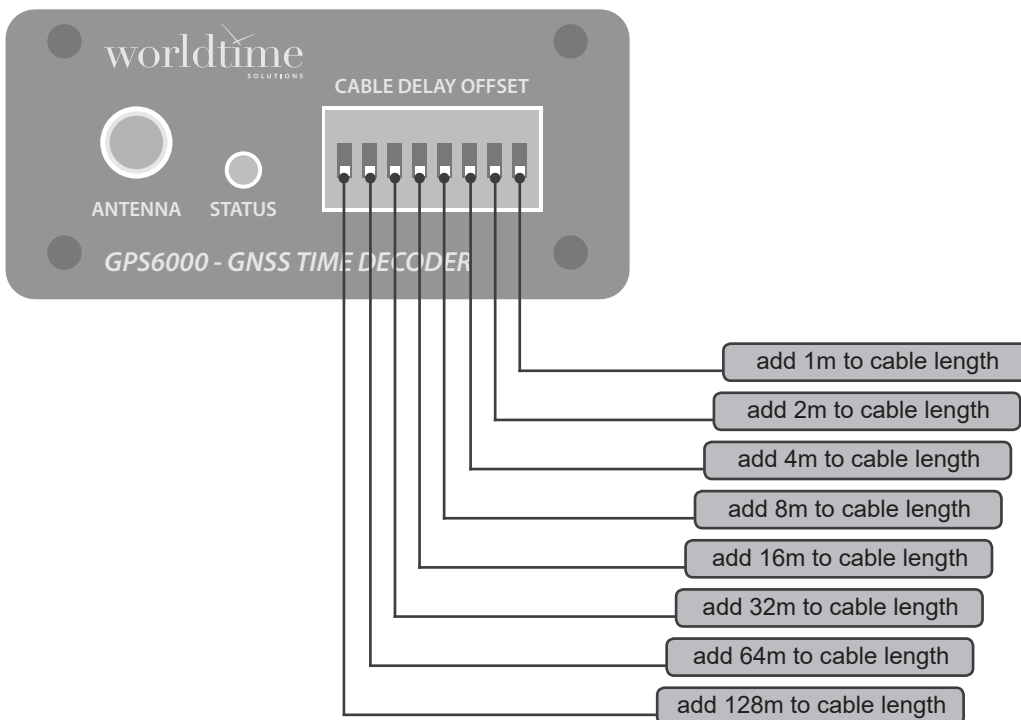 worldtime
SOLUTIONS
CABLE DELAY OFFSET
ANTENNA STATUS
GPS6000 - GNSS TIME DECODER
add 1m to cable length
add 2m to cable length
add 4m to cable length
add 8m to cable length
add 16m to cable length
add 32m to cable length
add 64m to cable length
add 128m to cable length